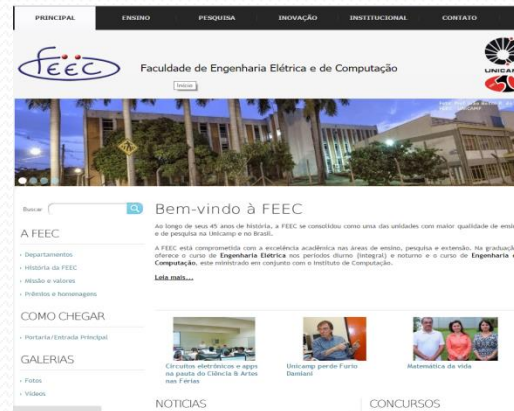 PRINCIPAL ENSINO PESQUISA INOVAÇÃO INSTITUCIONAL CONTATO
FEEC
Faculdade de Engenharia Elétrica e de Computação
UNICAMP
Início
Buscar
Bem-vindo à FEEC
Ao longo de seus 45 anos de história, a FEEC se consolidou como uma das unidades com maior qualidade de
e de pesquisa na Unicamp e no Brasil.
A FEEC está comprometida com a excelência acadêmica nas áreas de ensino, pesquisa e extensão. Na
oferece o curso de Engenharia Elétrica nos períodos diurno (integral) e noturno e o curso de Engenharia
Computação, este ministrado em conjunto com o Instituto de Computação.
Leia mais...
A FEEC
Departamentos
História da FEEC
Missão e valores
Prêmios e homenagens
COMO CHEGAR
Portaria/Entrada Principal
GALERIAS
Fotos
Vídeos
Circuitos eletrônicos e apps
na pauta do Ciência & Artes
nas Férias
Unicamp perde Furio
Damiani
Matemática da vida
NOTICIAS
CONCURSOS